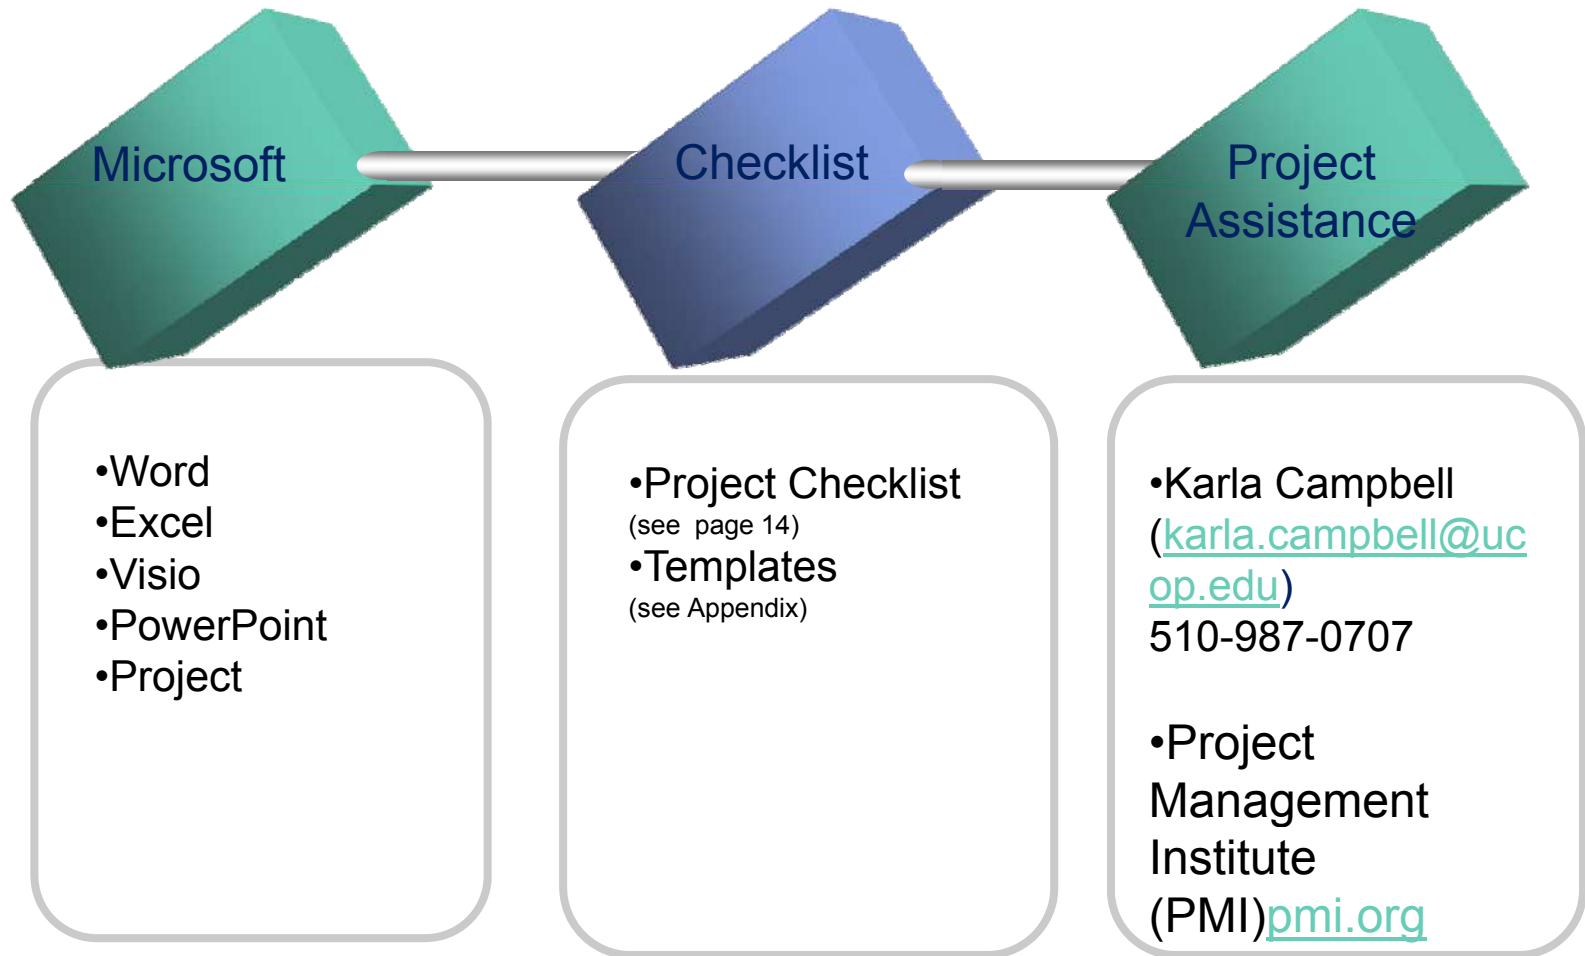 Microsoft
Checklist
Project
Assistance
•Word
•Excel
•Visio
•PowerPoint
•Project
•Project Checklist
(see  page 14)
•Templates
(see Appendix)
•Karla Campbell
(karla.campbell@uc
op.edu)
510-987-0707
•Project
Management
Institute
(PMI)pmi.org